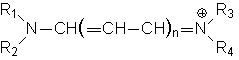 R₁ R₃
N—CH(=CH—CH)ₙ=N⊕
R₂ R₄